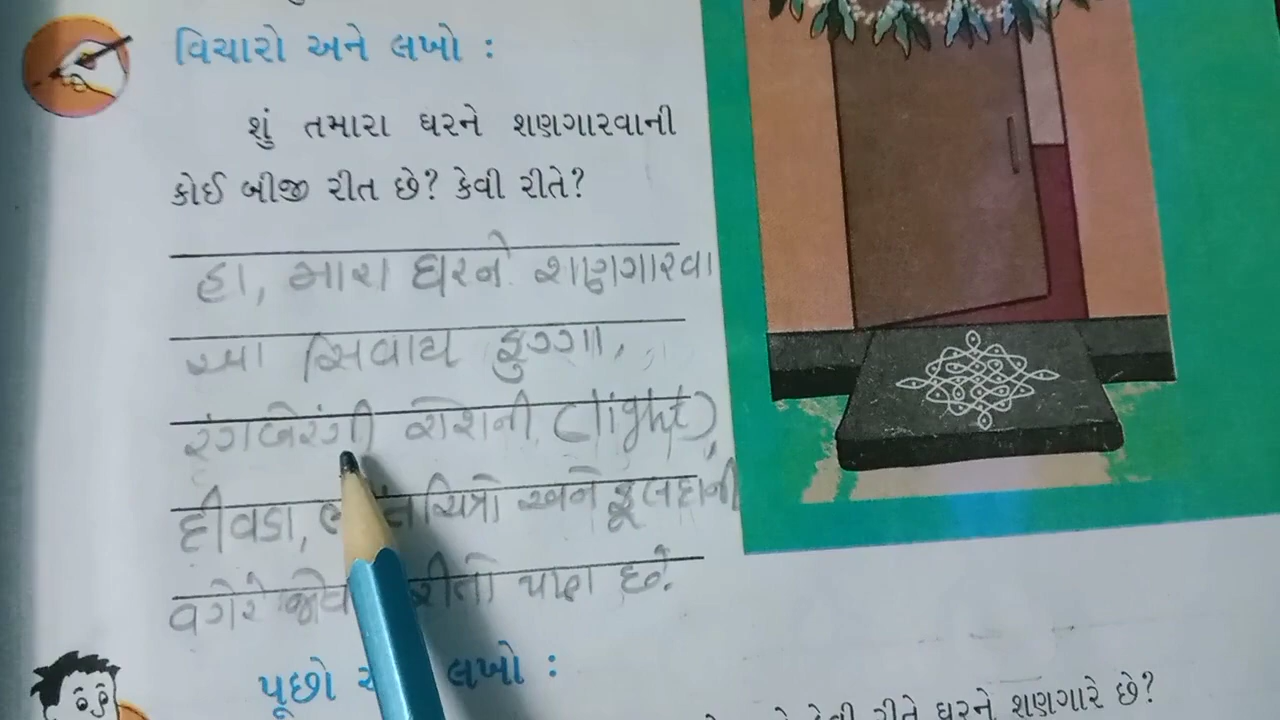 વિચારો અને લખો :
શું તમારા ઘરને શણગારવાની
કોઈ બીજી રીત છે? કેવી રીતે?
હા, મારા ઘરને શણગારવા
આ સિવાય ફુગ્ગા,
રંગબેરંગી રોશની (light),
દીવડા, ચિત્રો અને ફૂલદાની
વગેરે રીતો પણ છે.
પૂછો લખો :
કેવી રીતે ઘરને શણગારે છે?